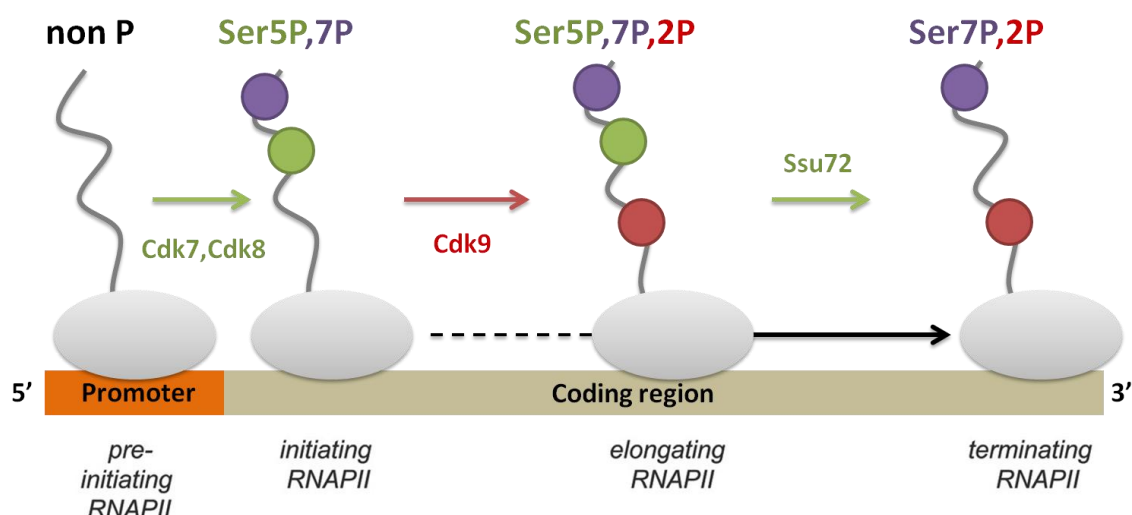 non P
Ser5P,7P
Ser5P,7P,2P
Ser7P,2P
Cdk7,Cdk8
Cdk9
Ssu72
5’
Promoter
Coding region
3’
pre-
initiating
RNAPII
initiating
RNAPII
elongating
RNAPII
terminating
RNAPII